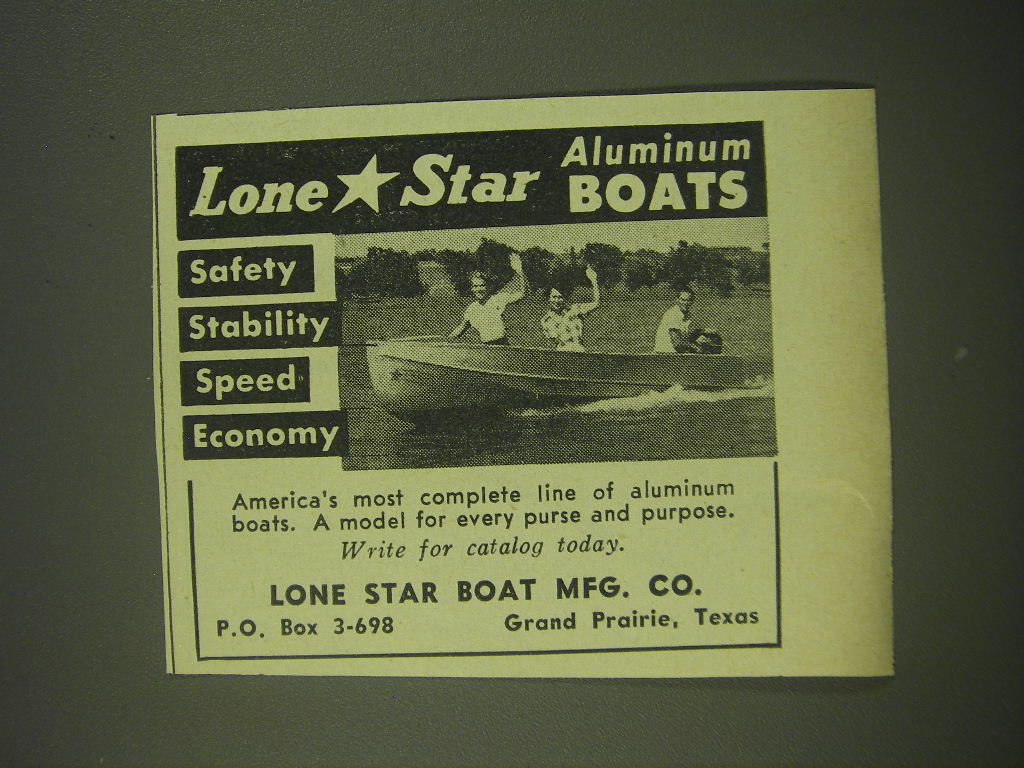 Lone ★ Star Aluminum BOATS
Safety
Stability
Speed
Economy
America's most complete line of aluminum
boats. A model for every purse and purpose.
Write for catalog today.
LONE STAR BOAT MFG. CO.
P.O. Box 3-698 Grand Prairie, Texas